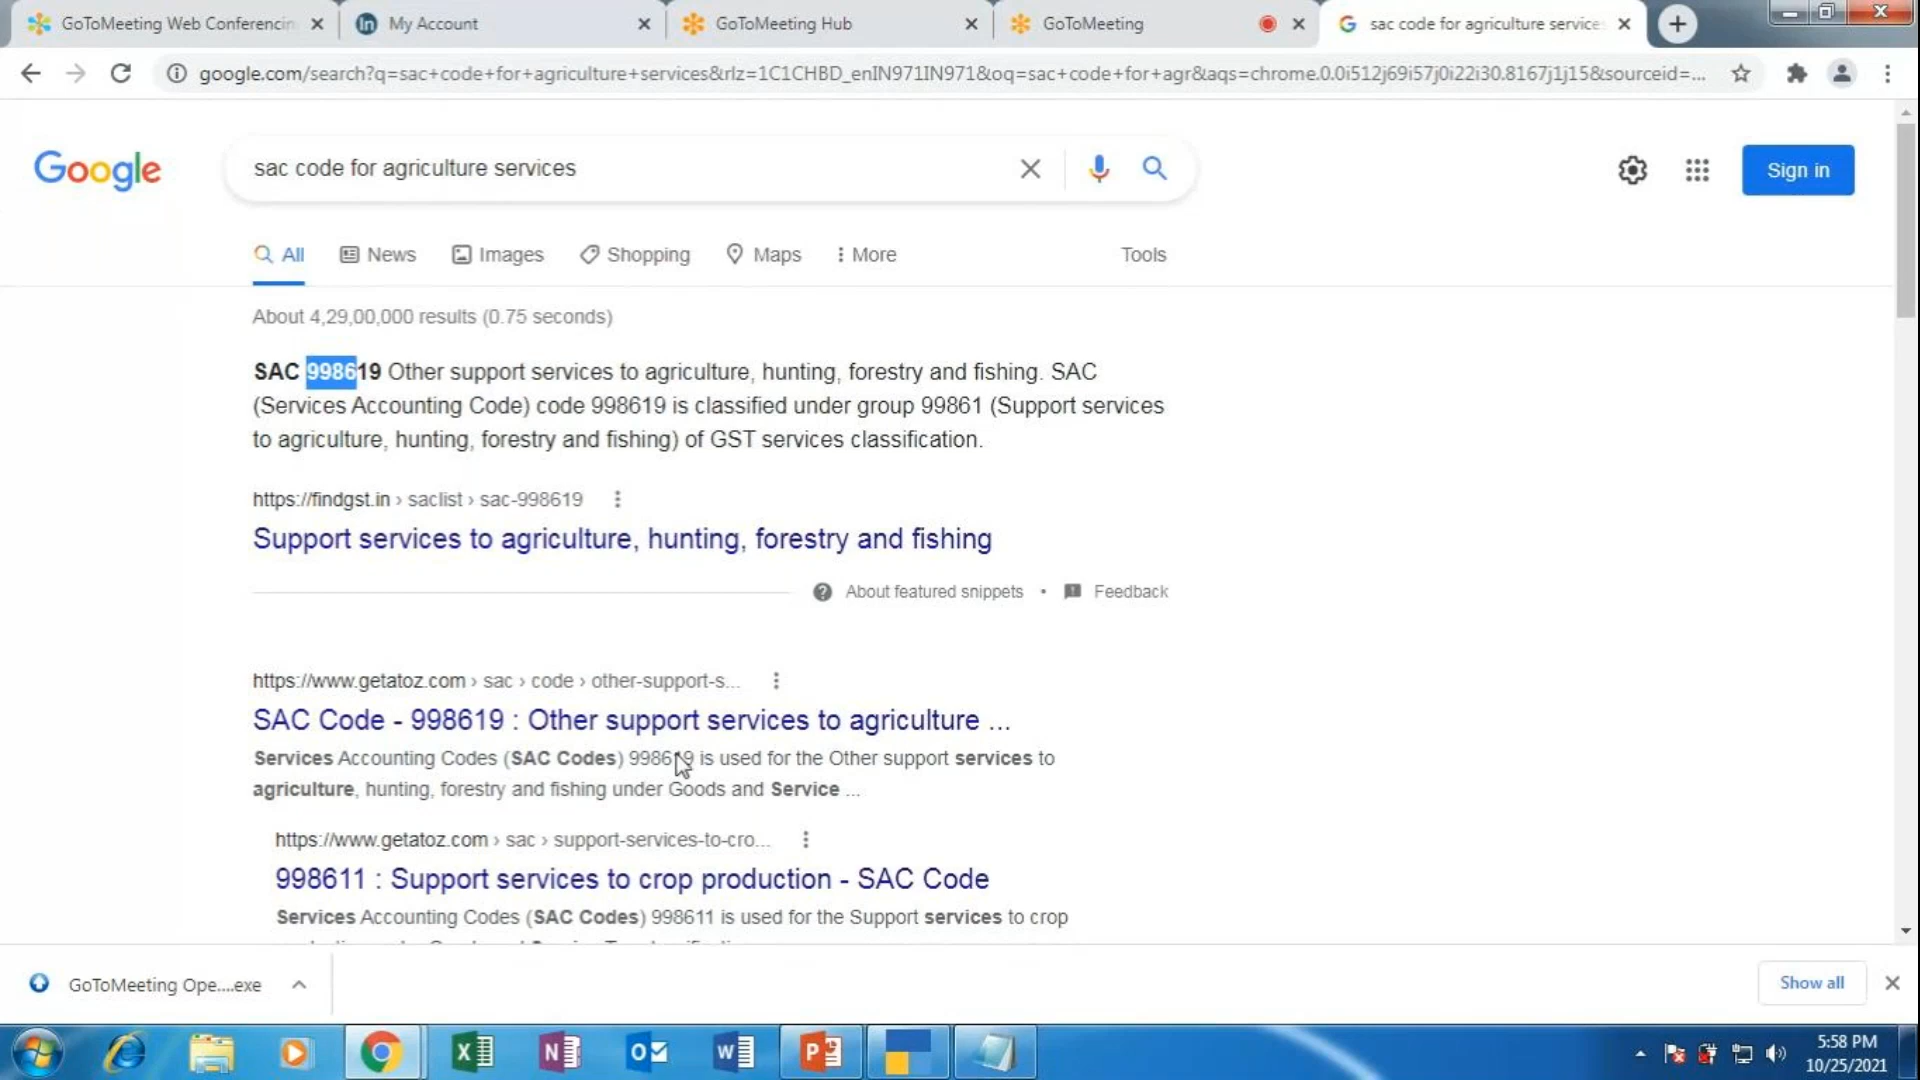 GoToMeeting Web Conferencin
My Account
GoToMeeting Hub
GoToMeeting
sac code for agriculture service
google.com/search?q=sac+code+for+agriculture+services&rlz=1C1CHBD_enIN971IN971&oq=sac+code+for+agr&aqs=chrome.0.0i512j69i57j0i22i30.8167j1j15&sourceid=...
Google
sac code for agriculture services
Sign in
All
News
Images
Shopping
Maps
More
Tools
About 4,29,00,000 results (0.75 seconds)
SAC 998619 Other support services to agriculture, hunting, forestry and fishing. SAC
(Services Accounting Code) code 998619 is classified under group 99861 (Support services
to agriculture, hunting, forestry and fishing) of GST services classification.
https://findgst.in › saclist › sac-998619
Support services to agriculture, hunting, forestry and fishing
About featured snippets • Feedback
https://www.getatoz.com › sac › code › other-support-s...
SAC Code - 998619 : Other support services to agriculture ...
Services Accounting Codes (SAC Codes) 998619 is used for the Other support services to
agriculture, hunting, forestry and fishing under Goods and Service ...
https://www.getatoz.com › sac › support-services-to-cro...
998611 : Support services to crop production - SAC Code
Services Accounting Codes (SAC Codes) 998611 is used for the Support services to crop
GoToMeeting Ope....exe
Show all
5:58 PM
10/25/2021